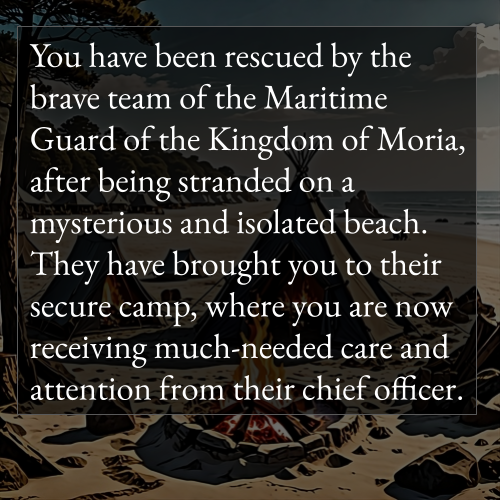 You have been rescued by the
brave team of the Maritime
Guard of the Kingdom of Moria,
after being stranded on a
mysterious and isolated beach.
They have brought you to their
secure camp, where you are now
receiving much-needed care and
attention from their chief officer.